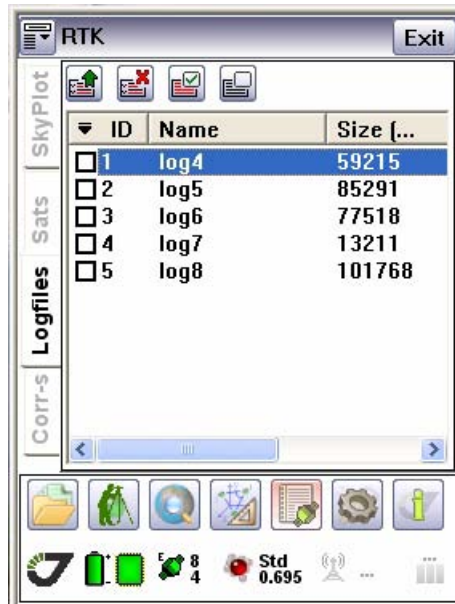 RTK Exit
SkyPlot
Sats
Logfiles
Corr-s
ID Name Size (...
1 log4 59215
2 log5 85291
3 log6 77518
4 log7 13211
5 log8 101768
E 8
4
Std
0.695
...